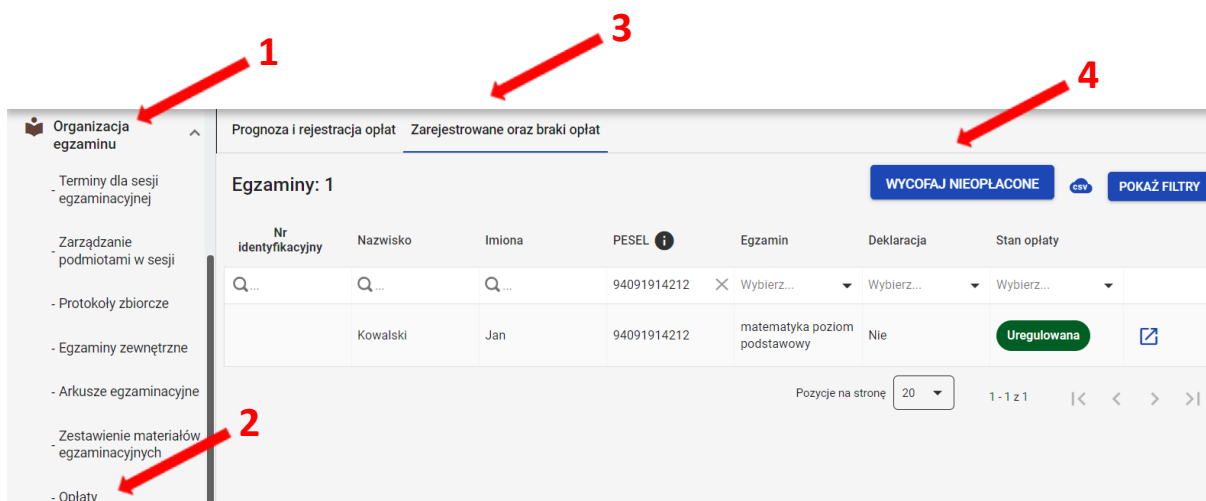 1
3
4
Organizacja
egzaminu
- Terminy dla sesji
egzaminacyjnej
- Zarządzanie
podmiotami w sesji
- Protokoły zbiorcze
- Egzaminy zewnętrzne
- Arkusze egzaminacyjne
- Zestawienie materiałów
egzaminacyjnych
2
- Opłaty
Prognoza i rejestracja opłat Zarejestrowane oraz braki opłat
Egzaminy: 1
WYCOFAJ NIEOPŁACONE csv POKAŻ FILTRY
Nr
identyfikacyjny Nazwisko Imiona PESEL i Egzamin Deklaracja Stan opłaty
... ... ... 94091914212 Wybierz... Wybierz... Wybierz...
Kowalski Jan 94091914212 matematyka poziom
podstawowy Nie Uregulowana
Pozycje na stronę 20 1 - 1 z 1